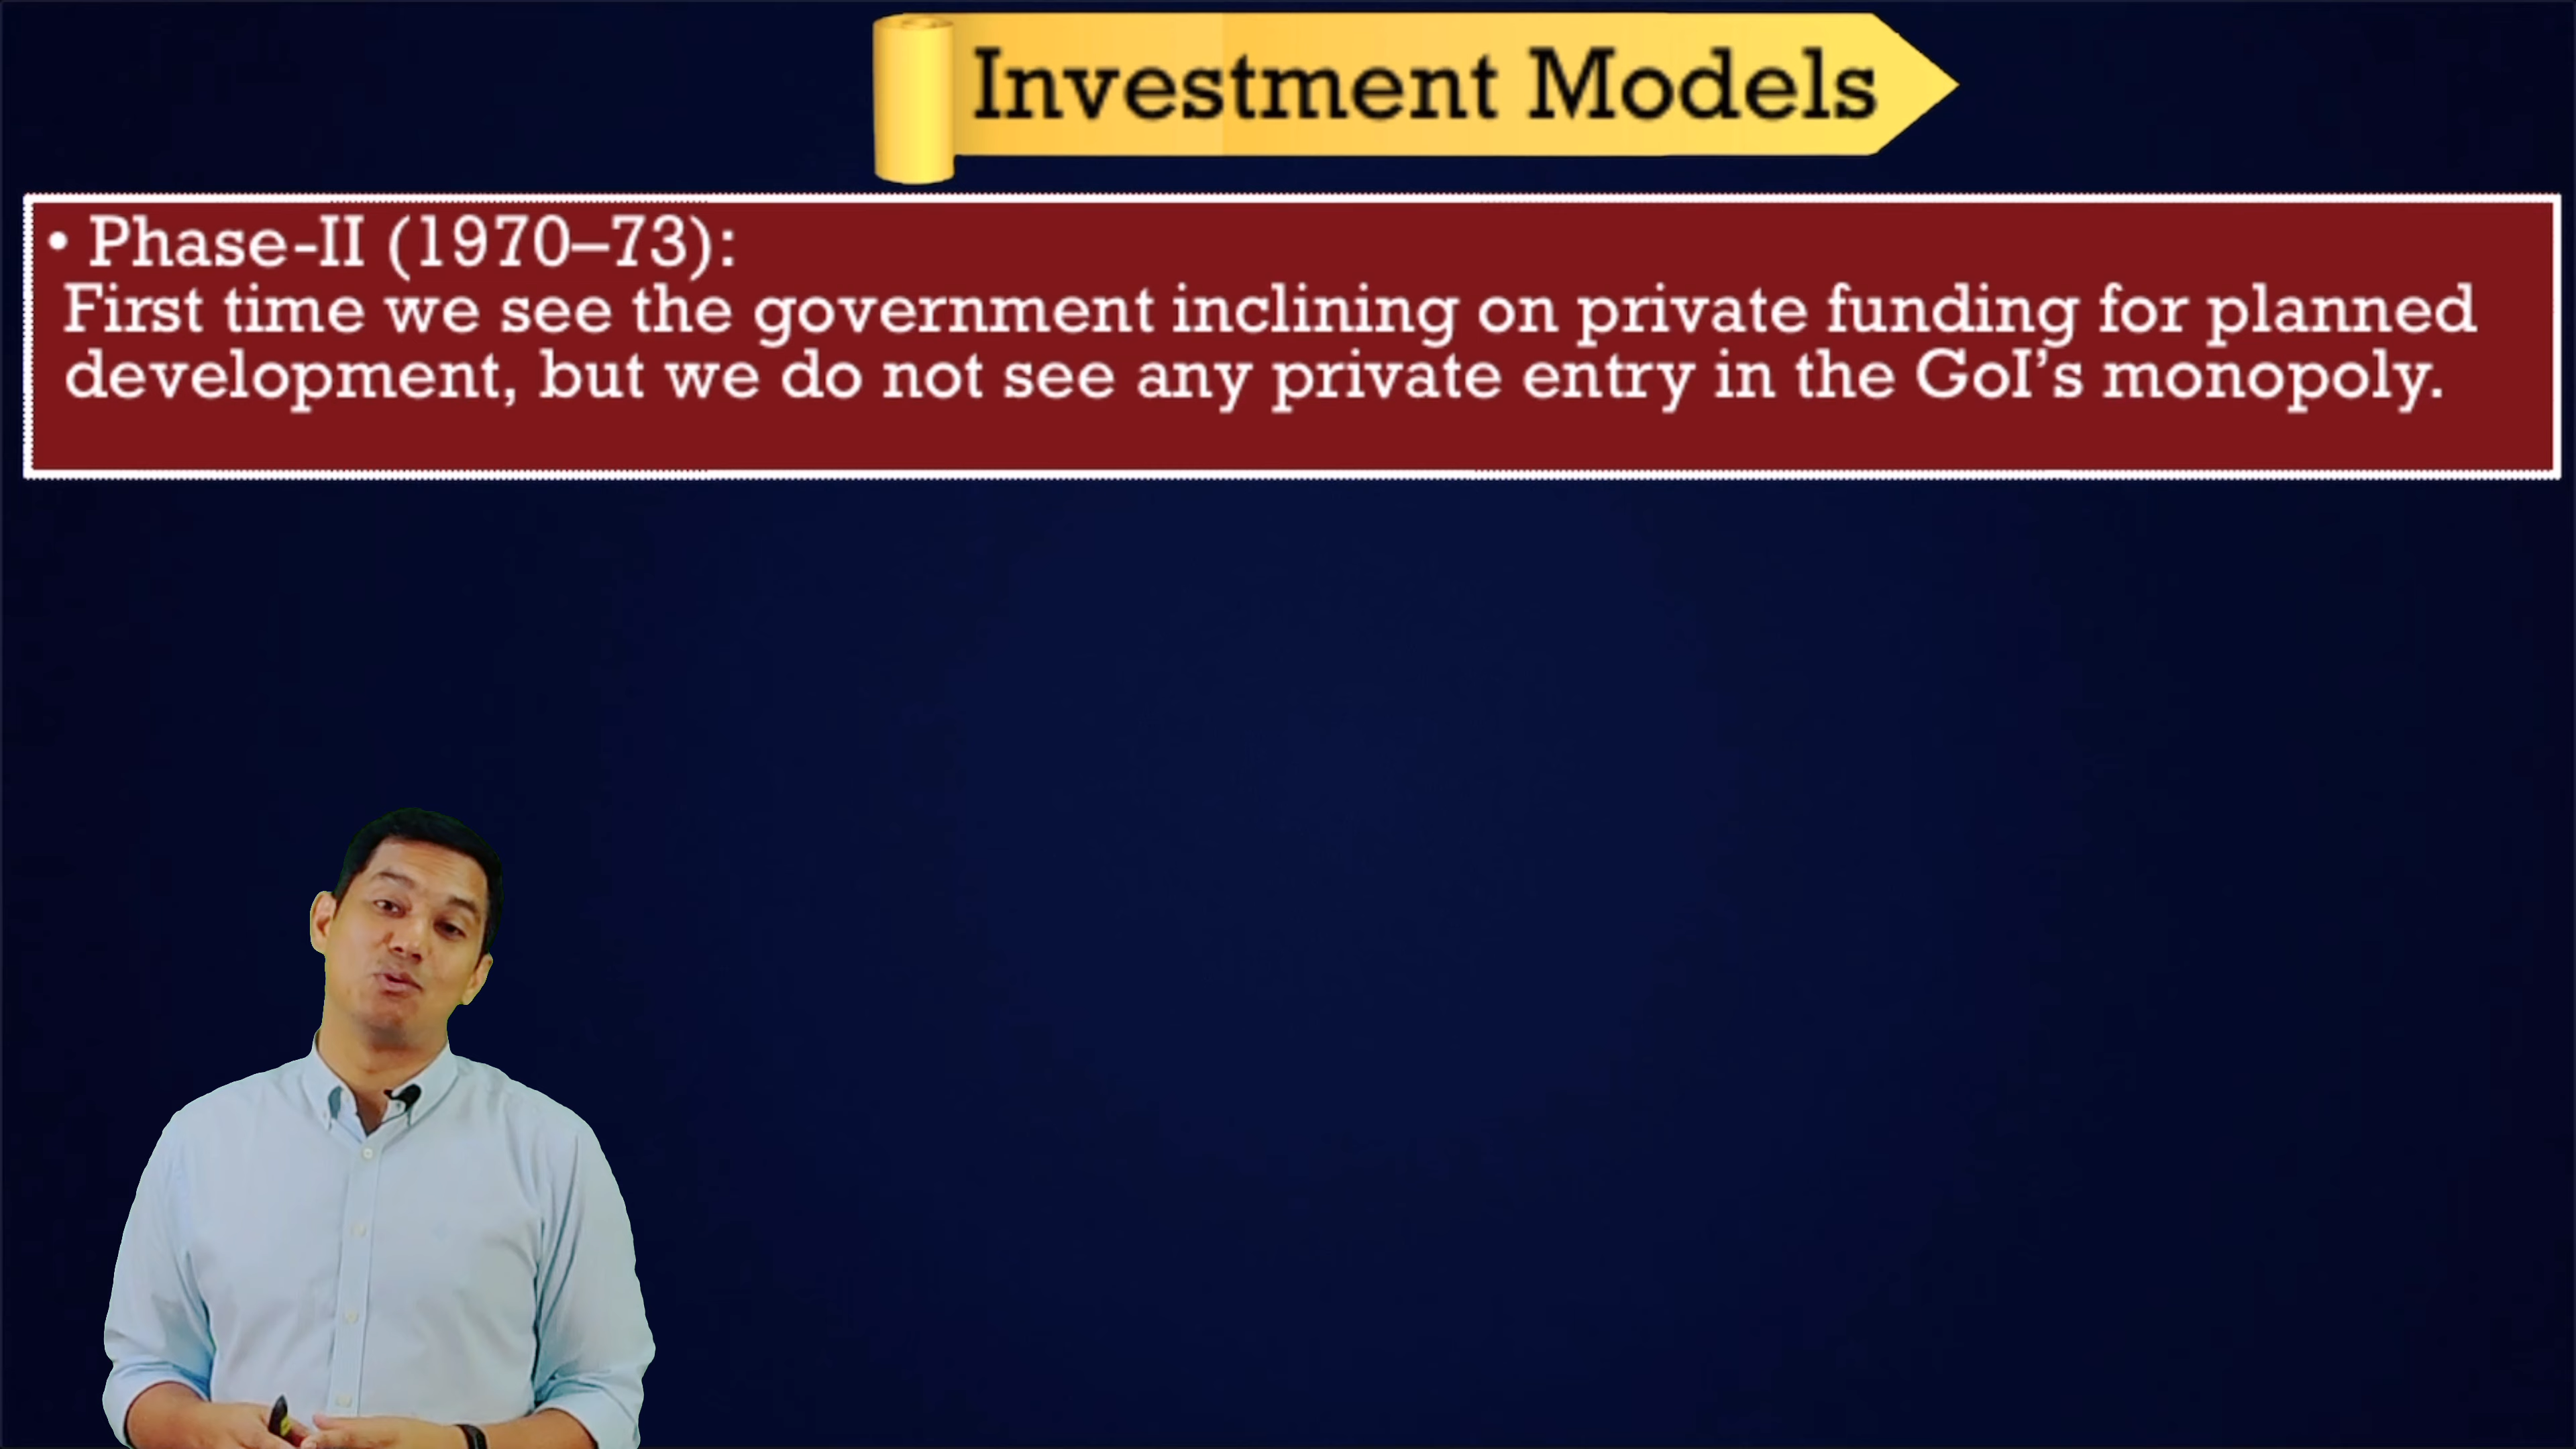 Investment Models
• Phase-II (1970–73):
First time we see the government inclining on private funding for planned
development, but we do not see any private entry in the GoI’s monopoly.